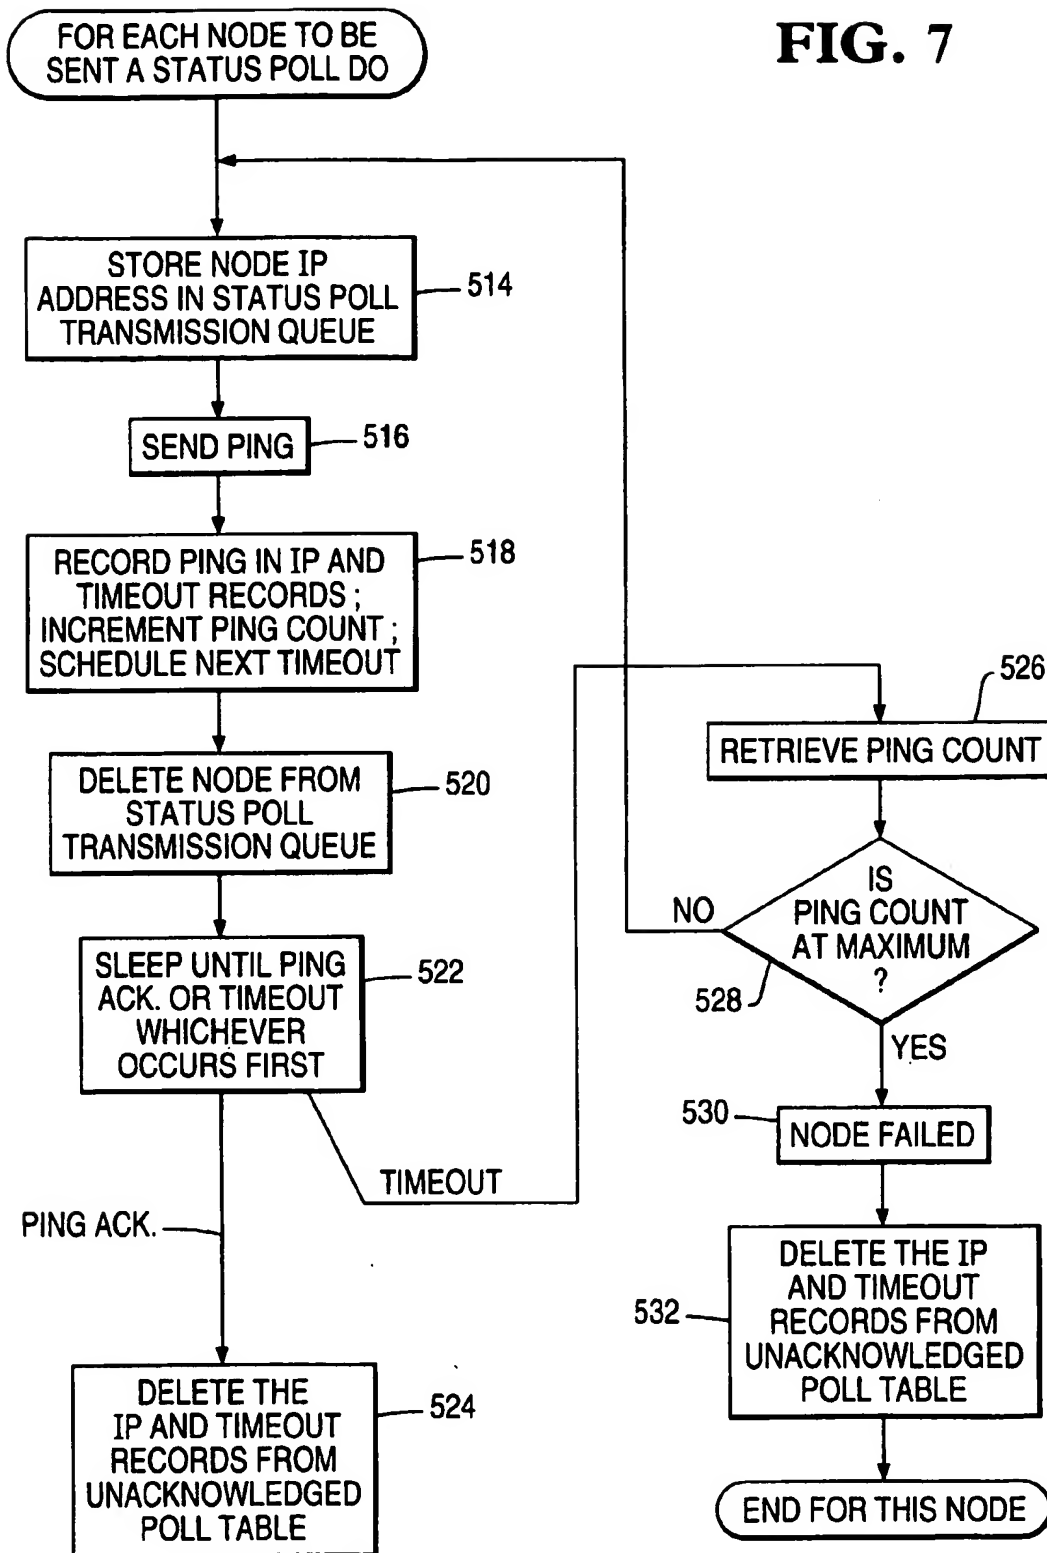 FOR EACH NODE TO BE
SENT A STATUS POLL DO
FIG. 7
STORE NODE IP
ADDRESS IN STATUS POLL
TRANSMISSION QUEUE
514
SEND PING
516
RECORD PING IN IP AND
TIMEOUT RECORDS ;
INCREMENT PING COUNT ;
SCHEDULE NEXT TIMEOUT
518
DELETE NODE FROM
STATUS POLL
TRANSMISSION QUEUE
520
SLEEP UNTIL PING
ACK. OR TIMEOUT
WHICHEVER
OCCURS FIRST
522
TIMEOUT
PING ACK.
DELETE THE
IP AND TIMEOUT
RECORDS FROM
UNACKNOWLEDGED
POLL TABLE
524
526
RETRIEVE PING COUNT
IS
PING COUNT
AT MAXIMUM
?
528
NO
YES
530
NODE FAILED
DELETE THE IP
AND TIMEOUT
RECORDS FROM
UNACKNOWLEDGED
POLL TABLE
532
END FOR THIS NODE